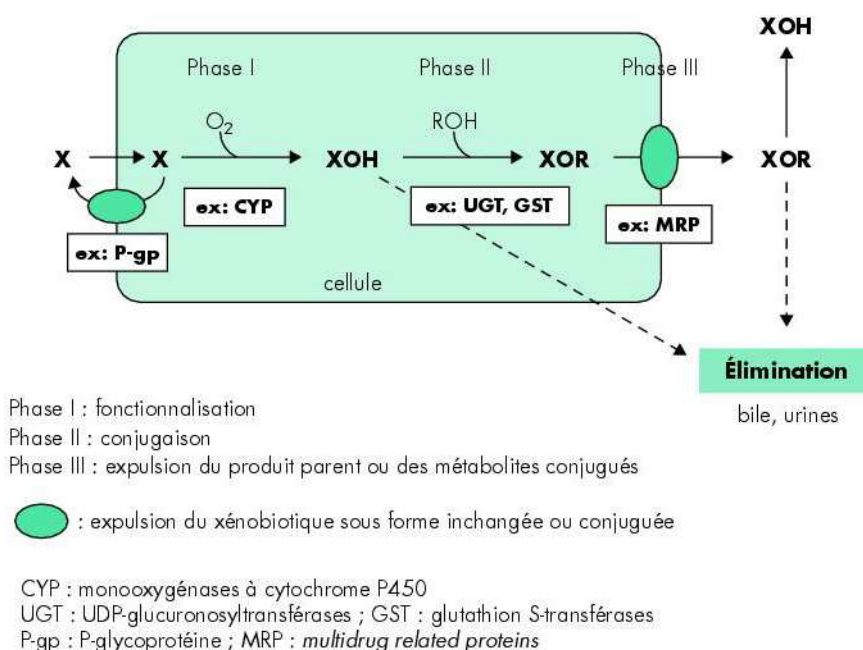 XOH
Phase I
Phase II
Phase III
O2
ROH
X
X
XOH
XOR
XOR
ex: CYP
ex: UGT, GST
ex: MRP
ex: P-gp
cellule
Élimination
bile, urines
Phase I : fonctionnalisation
Phase II : conjugaison
Phase III : expulsion du produit parent ou des métabolites conjugués
: expulsion du xénobiotique sous forme inchangée ou conjuguée
CYP : monooxygénases à cytochrome P450
UGT : UDP-glucuronosyltransférases ; GST : glutathion S-transférases
P-gp : P-glycoprotéine ; MRP : multidrug related proteins